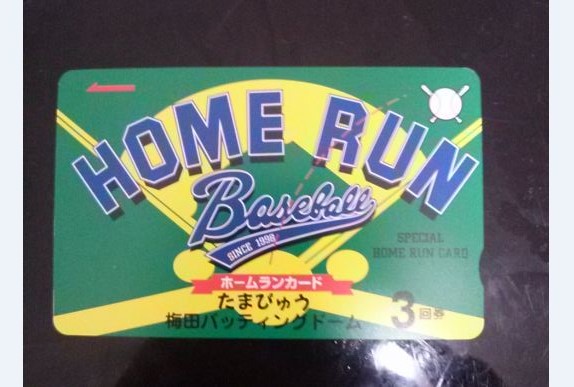 HOME RUN
Baseball
SINCE 1998
SPECIAL
HOME RUN CARD
ホームランカード
たまびゅう
梅田バッティングドーム
3回券